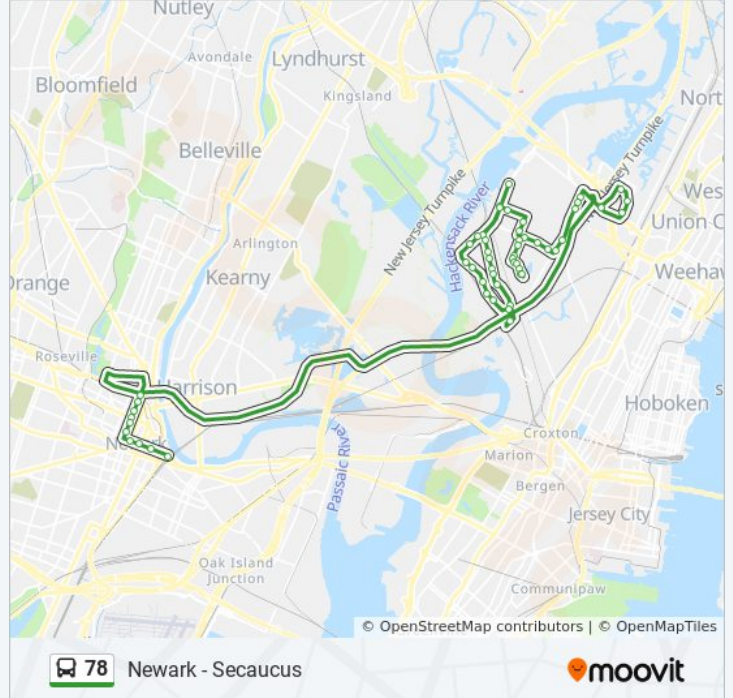 Nutley
Avondale
Lyndhurst
Bloomfield
Kingsland
Nort
Belleville
New Jersey Turnpike
Jersey Turnpike
Hackensack River
Wes
Union C
Arlington
Orange
Kearny
Weehaw
Roseville
Harrison
Hoboken
S
Newark
Croxton
Marion
Passaic River
Bergen
Jersey City
Oak Island
Junction
Communipaw
© OpenStreetMap contributors | © OpenMapTiles
78 Newark - Secaucus
moovit